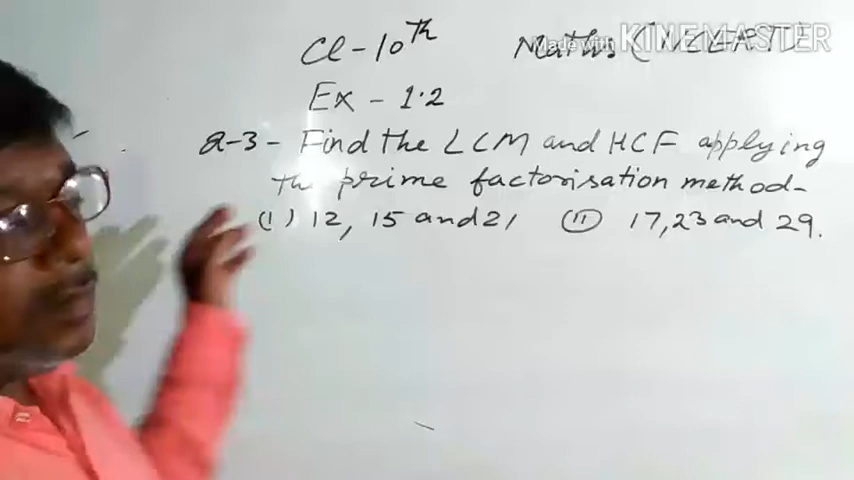 Cl-10th Maths (NCERT)
Made with KINEMASTER
Ex - 1.2
Q-3- Find the LCM and HCF applying
the prime factorisation method-
(i) 12, 15 and 21 (ii) 17,23 and 29.